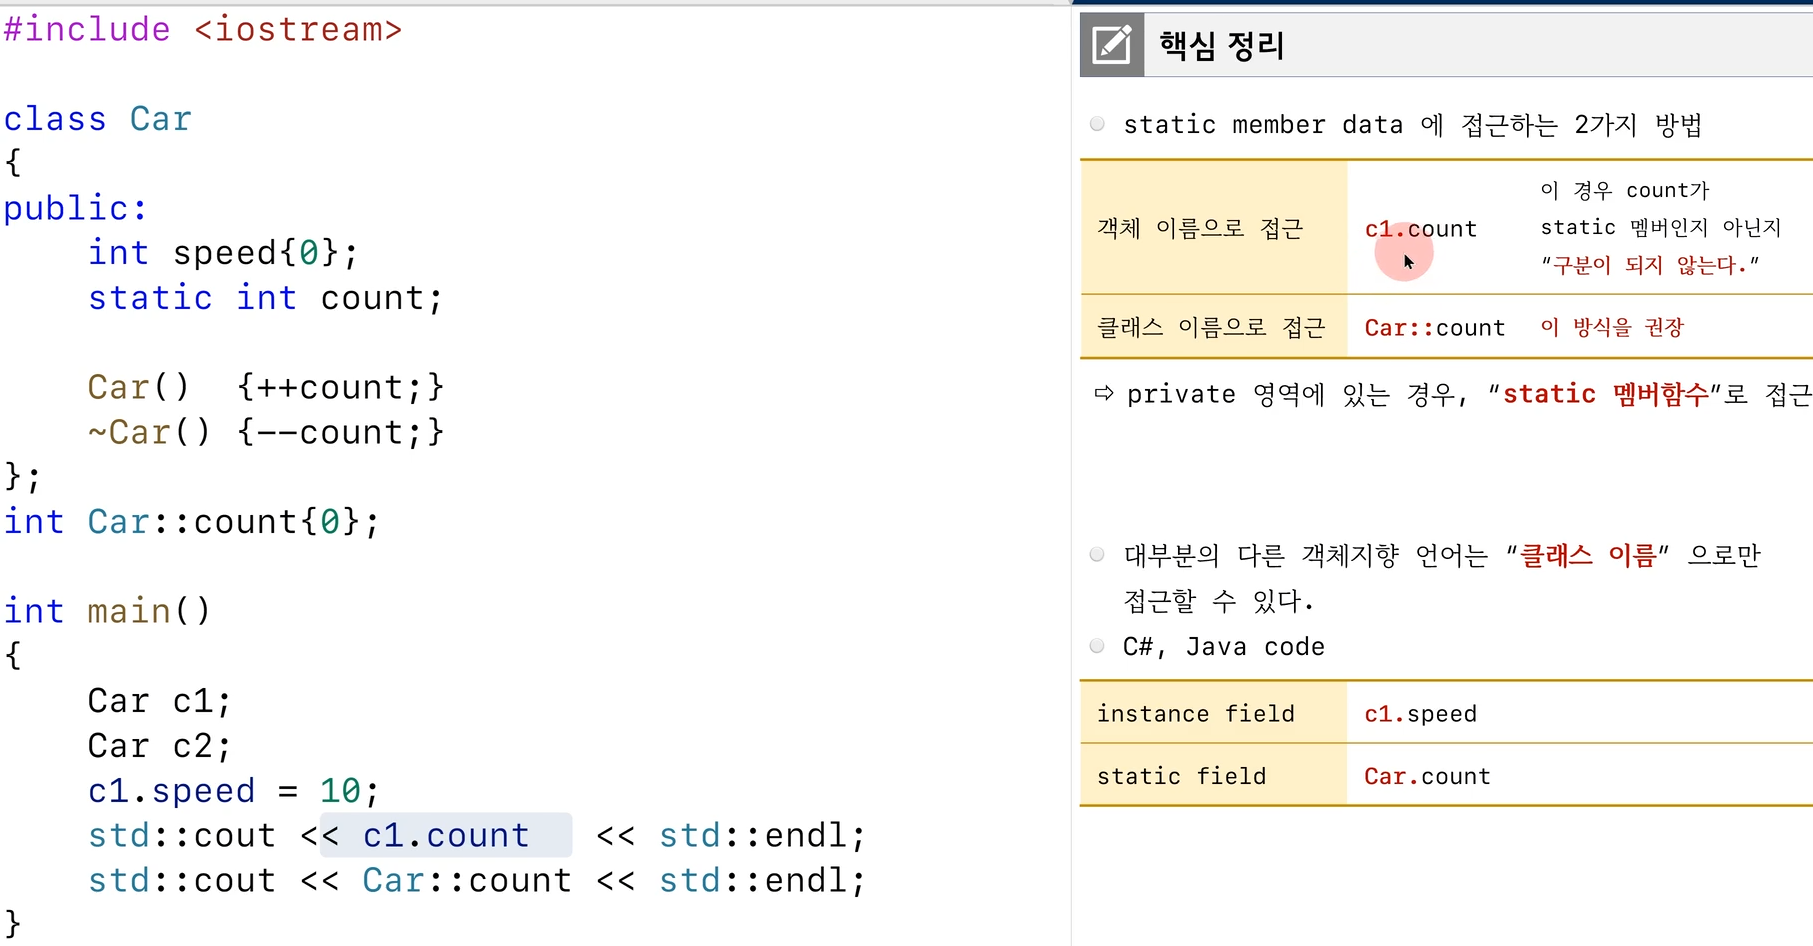 #include <iostream>
class Car
{
public:
    int speed{0};
    static int count;
    Car()  {++count;}
    ~Car() {--count;}
};
int Car::count{0};
int main()
{
    Car c1;
    Car c2;
    c1.speed = 10;
    std::cout << c1.count   << std::endl;
    std::cout << Car::count << std::endl;
}
핵심 정리
static member data 에 접근하는 2가지 방법
객체 이름으로 접근 c1.count
이 경우 count가
static 멤버인지 아닌지
"구분이 되지 않는다."
클래스 이름으로 접근 Car::count 이 방식을 권장
⇨ private 영역에 있는 경우, "static 멤버함수"로 접근
대부분의 다른 객체지향 언어는 "클래스 이름" 으로만
접근할 수 있다.
C#, Java code
instance field c1.speed
static field Car.count